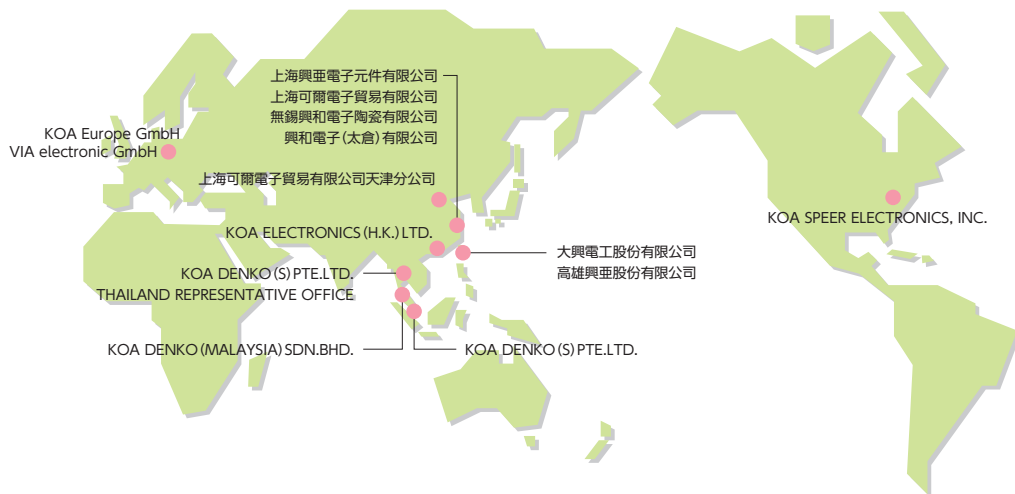 上海興亜電子元件有限公司
上海可爾電子貿易有限公司
無錫興和電子陶瓷有限公司
興和電子(太倉)有限公司
KOA Europe GmbH
VIA electronic GmbH
上海可爾電子貿易有限公司天津分公司
KOA SPEER ELECTRONICS, INC.
KOA ELECTRONICS(H.K.)LTD.
大興電工股份有限公司
高雄興亜股份有限公司
KOA DENKO(S)PTE.LTD.
THAILAND REPRESENTATIVE OFFICE
KOA DENKO(MALAYSIA)SDN.BHD.
KOA DENKO(S)PTE.LTD.